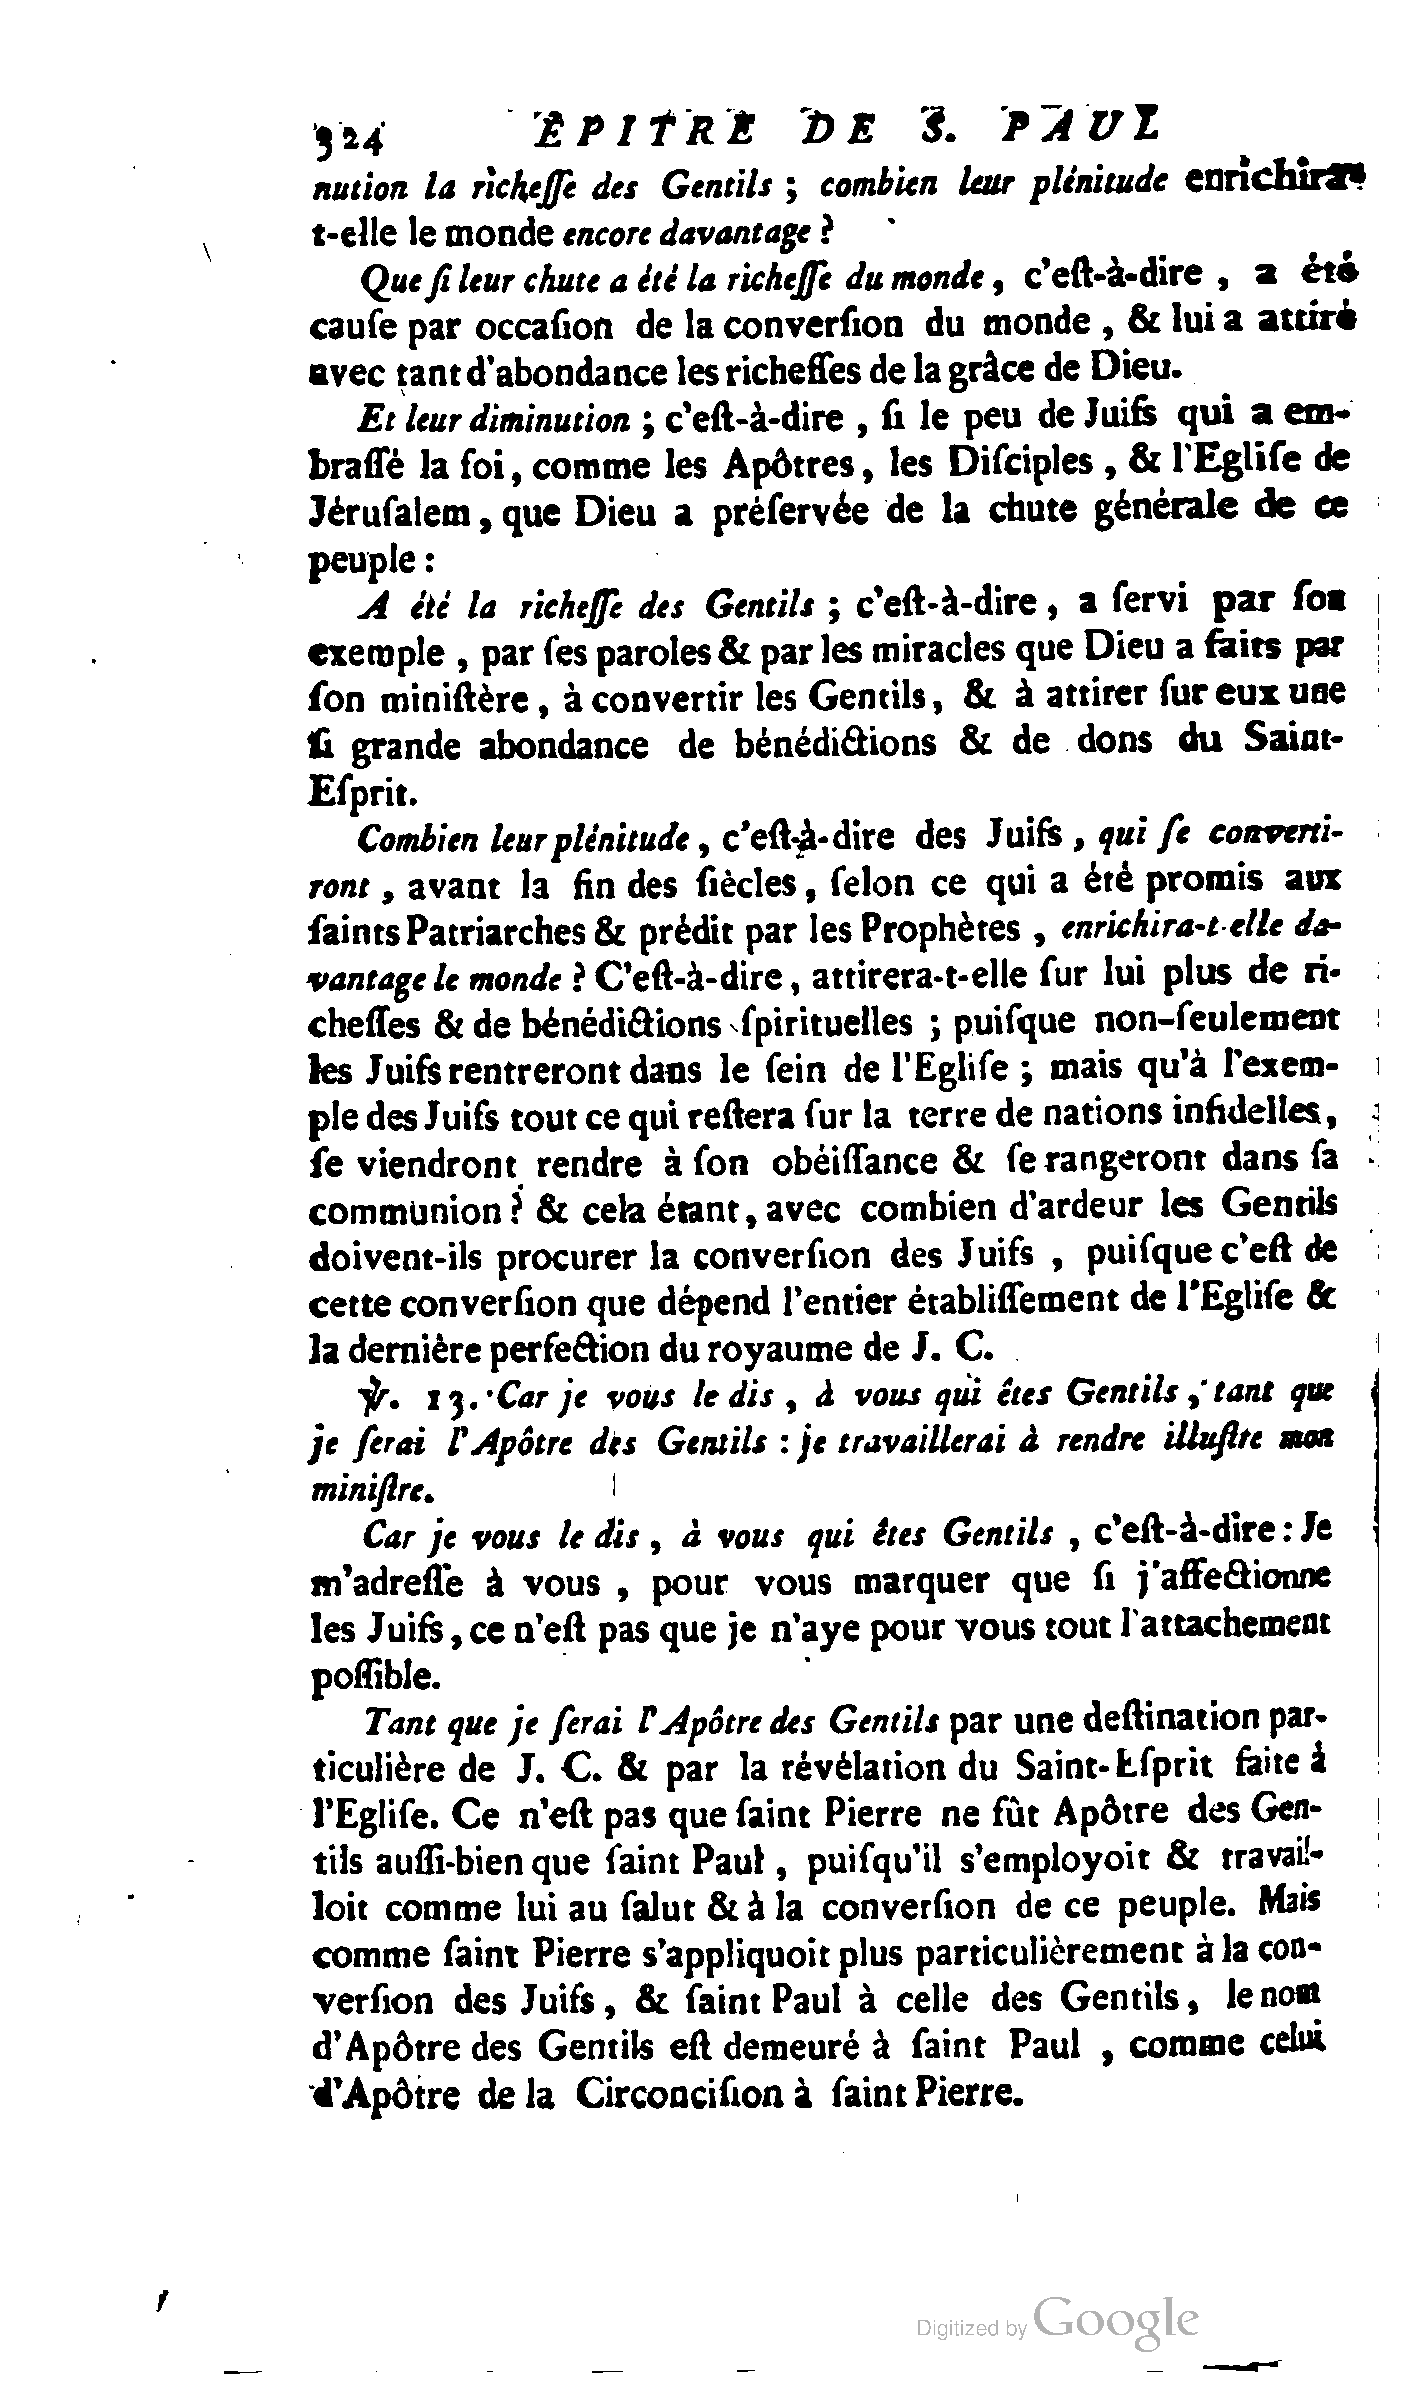 324 ÉPITRE DE S. PAUL
nution la richeſſe des Gentils ; combien leur plénitude enrichira-
t-elle le monde encore davantage ?
Que ſi leur chute a été la richeſſe du monde, c'eſt-à-dire, a été
cauſe par occaſion de la converſion du monde, & lui a attiré
avec tant d'abondance les richeſſes de la grâce de Dieu.
Et leur diminution ; c'eſt-à-dire, ſi le peu de Juifs qui a em-
braſſé la foi, comme les Apôtres, les Diſciples, & l'Egliſe de
Jéruſalem, que Dieu a préſervée de la chute générale de ce
peuple :
A été la richeſſe des Gentils ; c'eſt-à-dire, a ſervi par ſon
exemple, par ſes paroles & par les miracles que Dieu a faits par
ſon miniſtère, à convertir les Gentils, & à attirer ſur eux une
ſi grande abondance de bénédictions & de dons du Saint-
Eſprit.
Combien leur plénitude, c'eſt-à-dire des Juifs, qui ſe converti-
ront, avant la fin des ſiècles, ſelon ce qui a été promis aux
ſaints Patriarches & prédit par les Prophètes, enrichira-t-elle da-
vantage le monde ? C'eſt-à-dire, attirera-t-elle ſur lui plus de ri-
cheſſes & de bénédictions ſpirituelles ; puiſque non-ſeulement
les Juifs rentreront dans le ſein de l'Egliſe ; mais qu'à l'exem-
ple des Juifs tout ce qui reſtera ſur la terre de nations infidelles,
ſe viendront rendre à ſon obéiſſance & ſe rangeront dans ſa
communion ? & cela étant, avec combien d'ardeur les Gentils
doivent-ils procurer la converſion des Juifs, puiſque c'eſt de
cette converſion que dépend l'entier établiſſement de l'Egliſe &
la dernière perfection du royaume de J. C.
℣. 13. Car je vous le dis, à vous qui êtes Gentils, tant que
je ſerai l'Apôtre des Gentils : je travaillerai à rendre illuſtre mon
miniſtre.
Car je vous le dis, à vous qui êtes Gentils, c'eſt-à-dire : Je
m'adreſſe à vous, pour vous marquer que ſi j'affectionne
les Juifs, ce n'eſt pas que je n'aye pour vous tout l'attachement
poſſible.
Tant que je ſerai l'Apôtre des Gentils par une deſtination par-
ticulière de J. C. & par la révélation du Saint-Eſprit faite à
l'Egliſe. Ce n'eſt pas que ſaint Pierre ne fût Apôtre des Gen-
tils auſſi-bien que ſaint Paul, puiſqu'il s'employoit & travail-
loit comme lui au ſalut & à la converſion de ce peuple. Mais
comme ſaint Pierre s'appliquoit plus particulièrement à la con-
verſion des Juifs, & ſaint Paul à celle des Gentils, le nom
d'Apôtre des Gentils eſt demeuré à ſaint Paul, comme celui
d'Apôtre de la Circonciſion à ſaint Pierre.
Digitized by Google